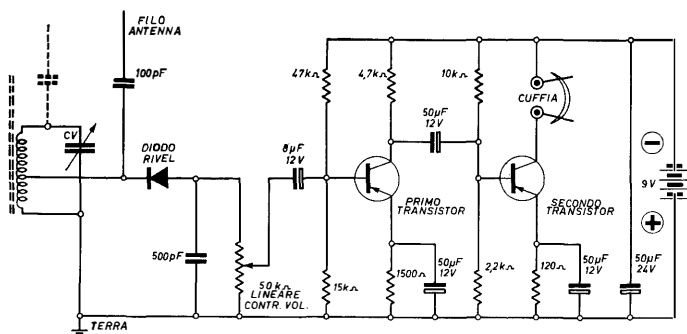 FILO
ANTENNA
100pF
CV
DIODO
RIVEL
500pF
50kΩ
LINEARE
CONTR. VOL.
TERRA
8µF
12V
47kΩ
15kΩ
4,7kΩ
50µF
12V
PRIMO
TRANSISTOR
1500Ω
50µF
12V
10kΩ
2,2kΩ
CUFFIA
SECONDO
TRANSISTOR
120Ω
50µF
12V
50µF
24V
−
9V
+